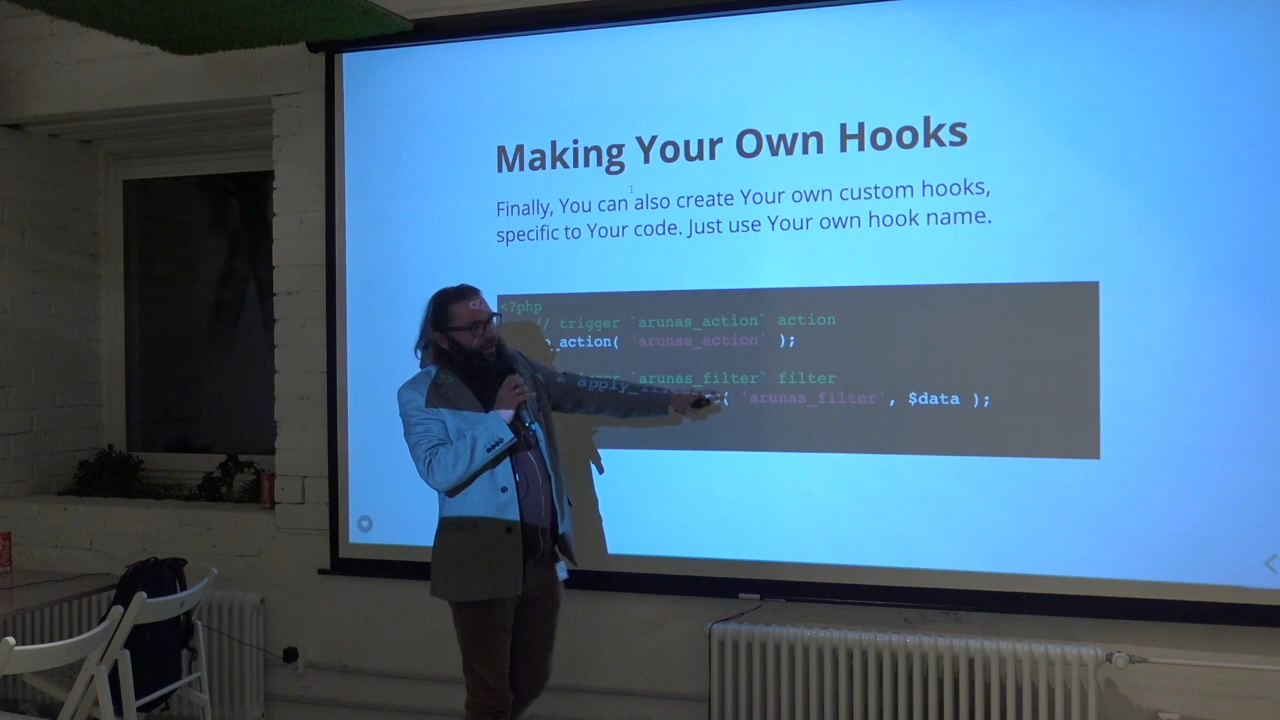 Making Your Own Hooks
Finally, You can also create Your own custom hooks,
specific to Your code. Just use Your own hook name.
<?php
// trigger `arunas_action` action
_action( 'arunas_action' );
`arunas_filter` filter
( 'arunas_filter', $data );